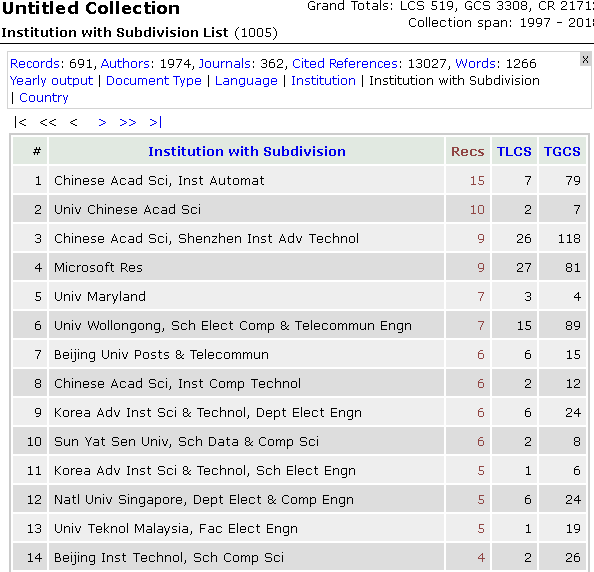 Untitled Collection
Grand Totals: LCS 519, GCS 3308, CR 21712
Collection span: 1997 - 2018
Institution with Subdivision List (1005)
Records: 691, Authors: 1974, Journals: 362, Cited References: 13027, Words: 1266
Yearly output | Document Type | Language | Institution | Institution with Subdivision
| Country
X
|< << < > >> >|
# Institution with Subdivision Recs TLCS TGCS
1 Chinese Acad Sci, Inst Automat 15 7 79
2 Univ Chinese Acad Sci 10 2 7
3 Chinese Acad Sci, Shenzhen Inst Adv Technol 9 26 118
4 Microsoft Res 9 27 81
5 Univ Maryland 7 3 4
6 Univ Wollongong, Sch Elect Comp & Telecommun Engn 7 15 89
7 Beijing Univ Posts & Telecommun 6 6 15
8 Chinese Acad Sci, Inst Comp Technol 6 2 12
9 Korea Adv Inst Sci & Technol, Dept Elect Engn 6 6 24
10 Sun Yat Sen Univ, Sch Data & Comp Sci 6 2 8
11 Korea Adv Inst Sci & Technol, Sch Elect Engn 5 1 6
12 Natl Univ Singapore, Dept Elect & Comp Engn 5 6 24
13 Univ Teknol Malaysia, Fac Elect Engn 5 1 19
14 Beijing Inst Technol, Sch Comp Sci 4 2 26